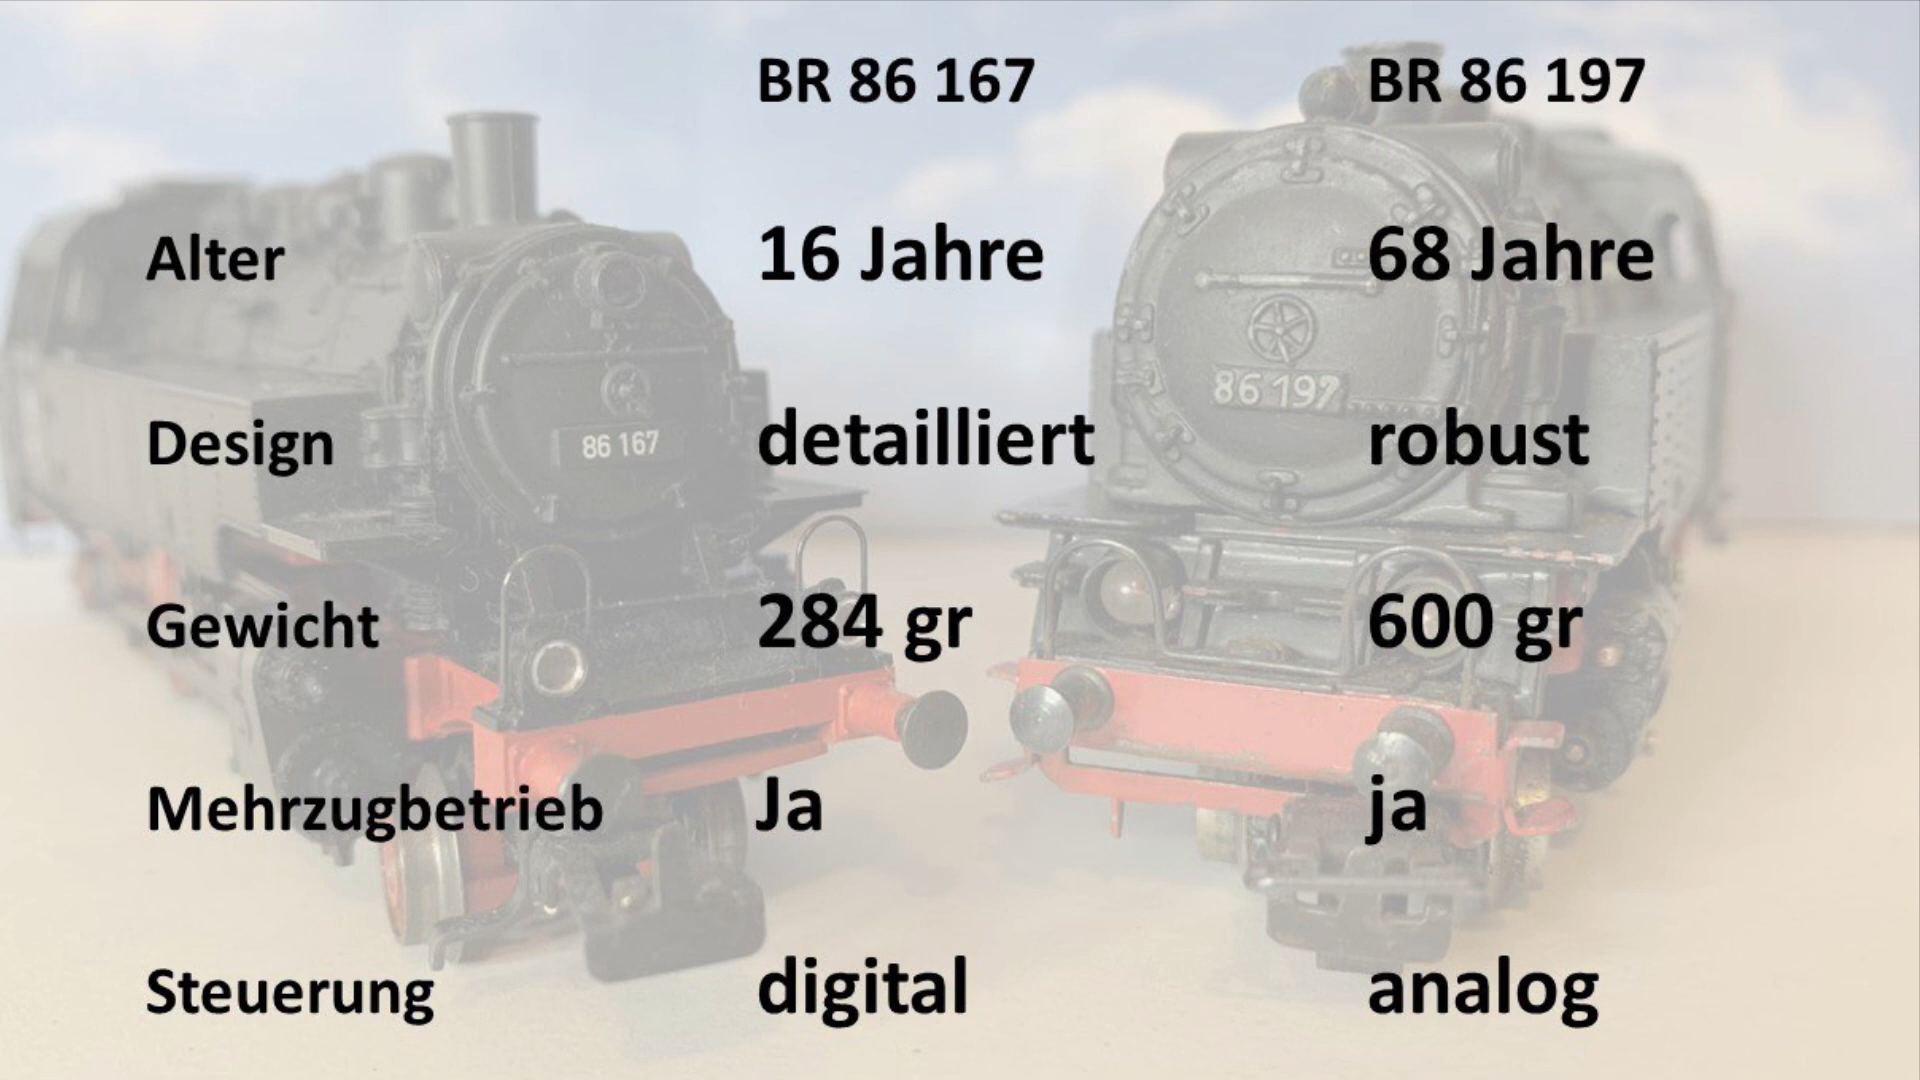 BR 86 167 BR 86 197
Alter 16 Jahre 68 Jahre
Design detailliert robust
Gewicht 284 gr 600 gr
Mehrzugbetrieb Ja ja
Steuerung digital analog
86 167
86 197